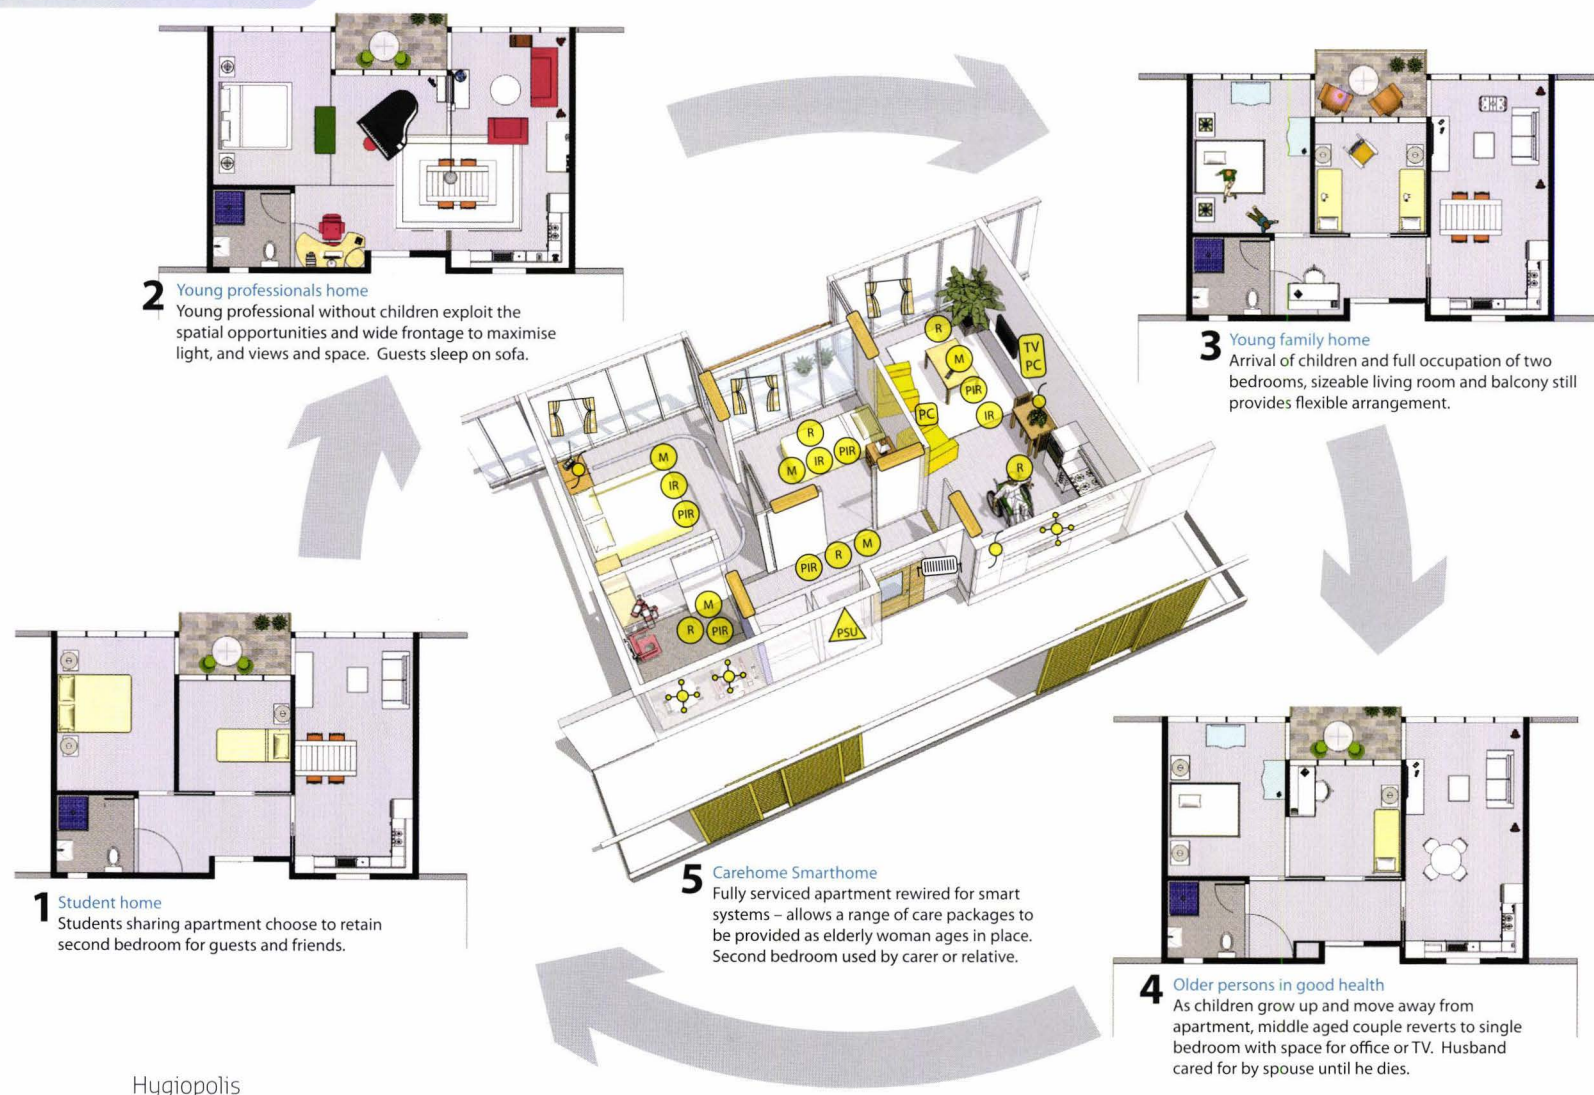 2 Young professionals home
Young professional without children exploit the
spatial opportunities and wide frontage to maximise
light, and views and space. Guests sleep on sofa.
3 Young family home
Arrival of children and full occupation of two
bedrooms, sizeable living room and balcony still
provides flexible arrangement.
R
M
TV
PC
PIR
IR
PC
R
M
IR
PIR
M
IR
PIR
R
PIR
R
M
M
R
PIR
PSU
1 Student home
Students sharing apartment choose to retain
second bedroom for guests and friends.
5 Carehome Smarthome
Fully serviced apartment rewired for smart
systems – allows a range of care packages to
be provided as elderly woman ages in place.
Second bedroom used by carer or relative.
4 Older persons in good health
As children grow up and move away from
apartment, middle aged couple reverts to single
bedroom with space for office or TV. Husband
cared for by spouse until he dies.
Hygiopolis